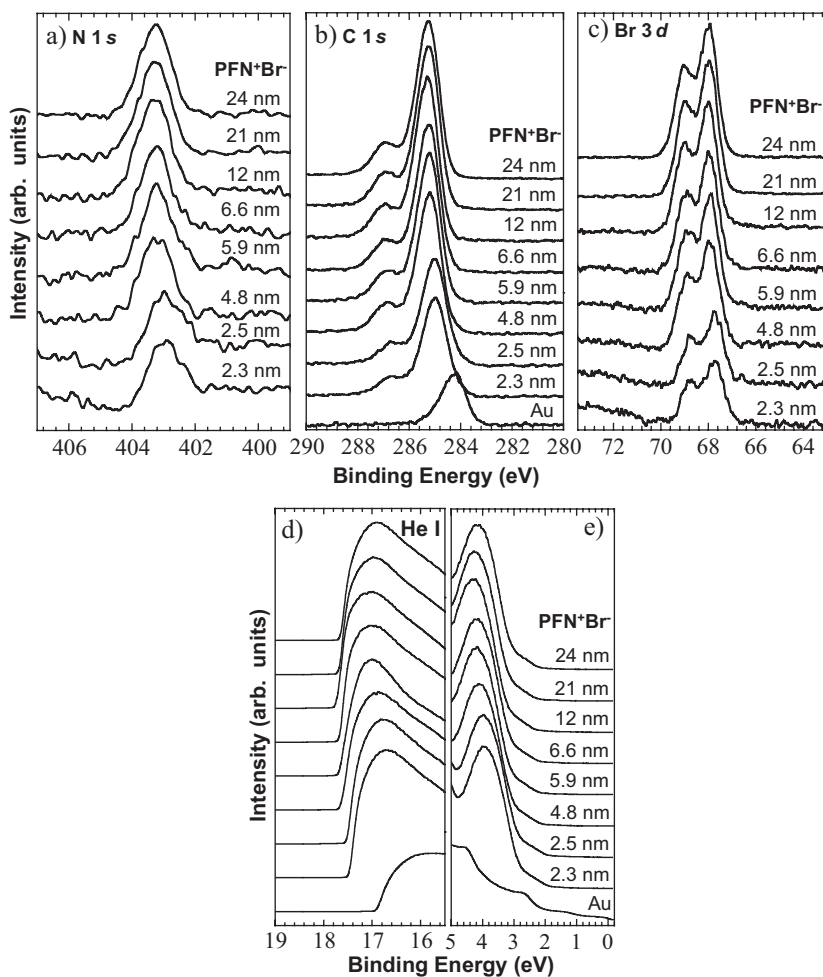 a) N 1s
PFN+Br-
24 nm
21 nm
12 nm
6.6 nm
5.9 nm
4.8 nm
2.5 nm
2.3 nm
406 404 402 400
b) C 1s
PFN+Br-
24 nm
21 nm
12 nm
6.6 nm
5.9 nm
4.8 nm
2.5 nm
2.3 nm
Au
290 288 286 284 282 280
c) Br 3d
PFN+Br-
24 nm
21 nm
12 nm
6.6 nm
5.9 nm
4.8 nm
2.5 nm
2.3 nm
72 70 68 66 64
Intensity (arb. units)
Binding Energy (eV)
d) He I
19 18 17 16
e)
PFN+Br-
24 nm
21 nm
12 nm
6.6 nm
5.9 nm
4.8 nm
2.5 nm
2.3 nm
Au
5 4 3 2 1 0
Intensity (arb. units)
Binding Energy (eV)